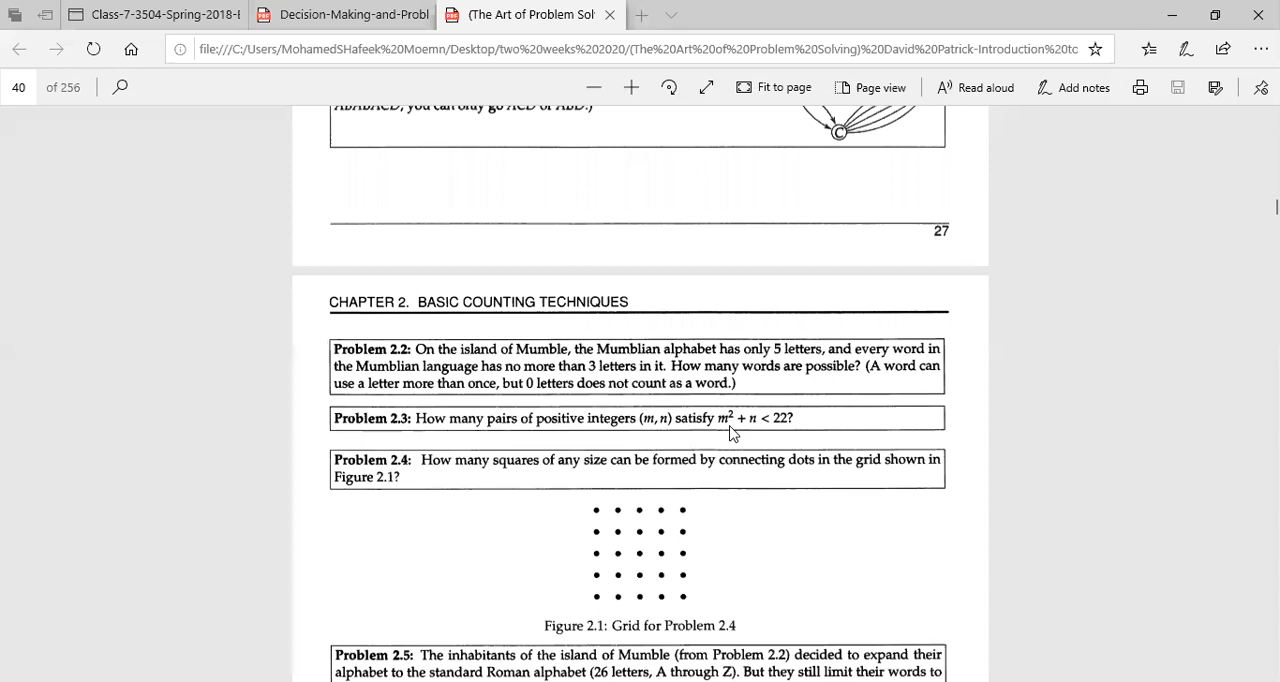 Class-7-3504-Spring-2018-I
Decision-Making-and-Probl
(The Art of Problem Sol
file:///C:/Users/MohamedSHafeek%20Moemn/Desktop/two%20weeks%202020/(The%20Art%20of%20Problem%20Solving)%20David%20Patrick-Introduction%20tc
40 of 256
Fit to page
Page view
Read aloud
Add notes
ABABACD, you can only go ACD or ABD.)
C
27
CHAPTER 2. BASIC COUNTING TECHNIQUES
Problem 2.2: On the island of Mumble, the Mumblian alphabet has only 5 letters, and every word in
the Mumblian language has no more than 3 letters in it. How many words are possible? (A word can
use a letter more than once, but 0 letters does not count as a word.)
Problem 2.3: How many pairs of positive integers (m, n) satisfy m² + n < 22?
Problem 2.4: How many squares of any size can be formed by connecting dots in the grid shown in
Figure 2.1?
Figure 2.1: Grid for Problem 2.4
Problem 2.5: The inhabitants of the island of Mumble (from Problem 2.2) decided to expand their
alphabet to the standard Roman alphabet (26 letters, A through Z). But they still limit their words to